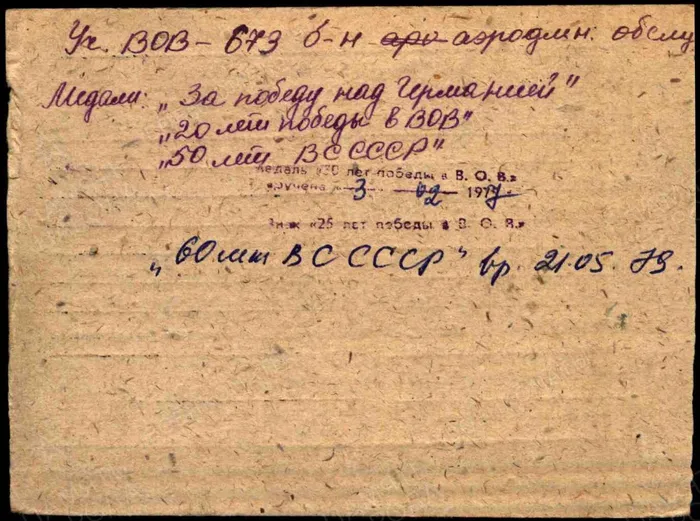 Уч. ВОВ - 673 б-н аэродмн. обслу
Медали: „За победу над Германией"
„20 лет победы в ВОВ"
„50 лет ВС СССР"
медаль «30 лет победы в В. О. В.»
вручена «3 02 1977
Знак «25 лет победы в В. О. В.»
„60 лет ВС СССР" вр. 21.05.79.